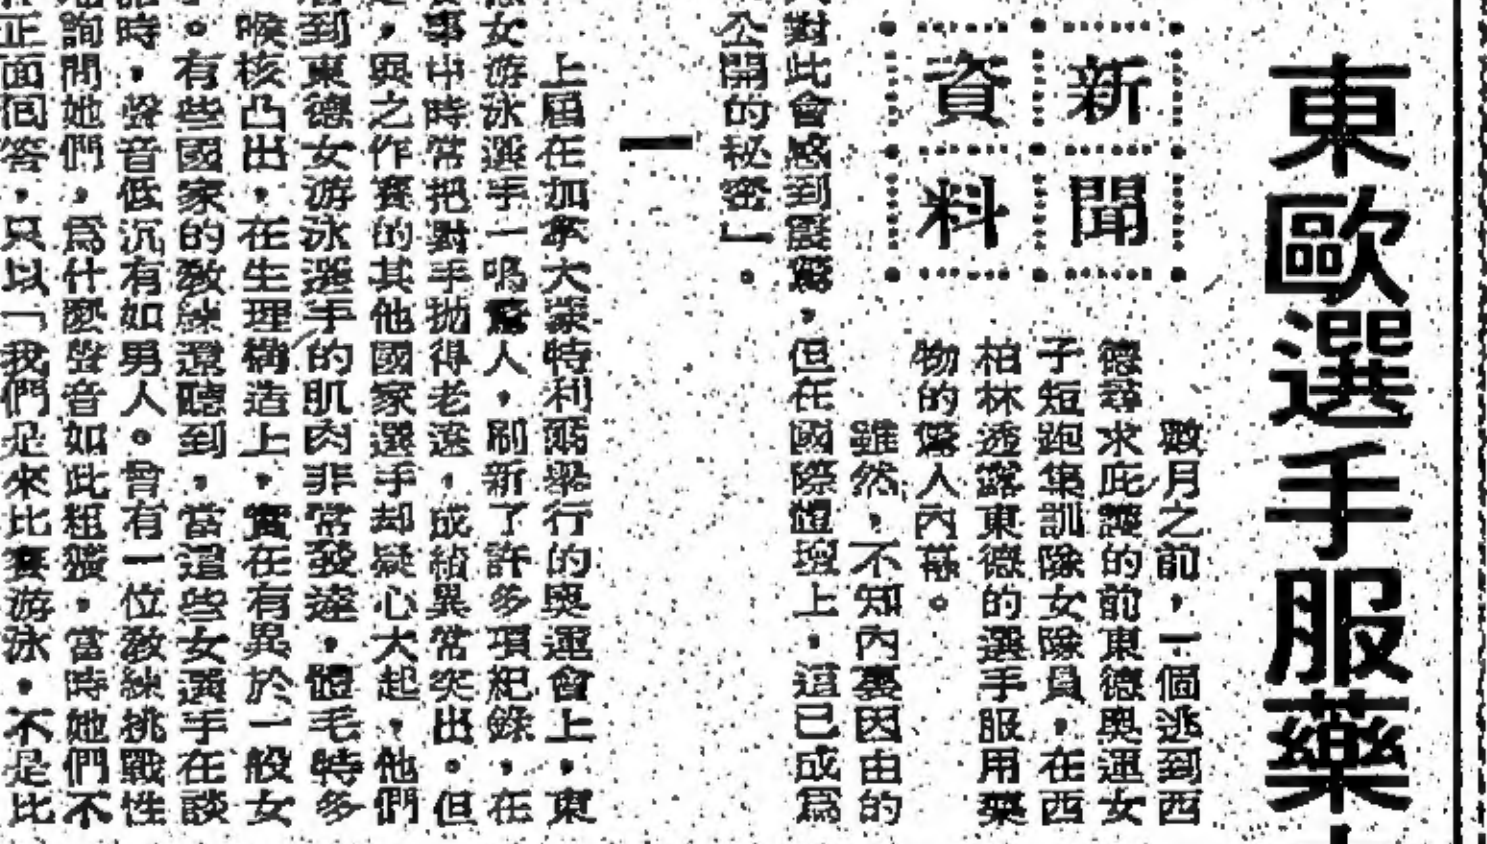 東歐選手服藥
新聞
資料
數月之前，一個逃到西
德尋求庇護的前東德奧運女
子短跑集訓隊女隊員，在西
柏林透露東德的選手服用藥
物的驚人內幕。
雖然，不知內裏因由的
對此會感到震驚，但在國際體壇上，這已成爲
公開的秘密」。
一
上屆在加拿大蒙特利爾舉行的奧運會上，東
女游泳選手一鳴驚人，刷新了許多項紀錄，在
事中時常把對手拋得老遠，成績異常突出。但
，與之作賽的其他國家選手却疑心大起，他們
到東德女游泳選手的肌肉非常發達，體毛特多
喉核凸出，在生理構造上，實在有異於一般女
。有些國家的教練還聽到，當這些女選手在談
時，聲音低沉有如男人。曾有一位教練挑戰性
詢問她們，爲什麼聲音如此粗獷，當時她們不
正面回答，只以「我們是來比賽游泳，不是比